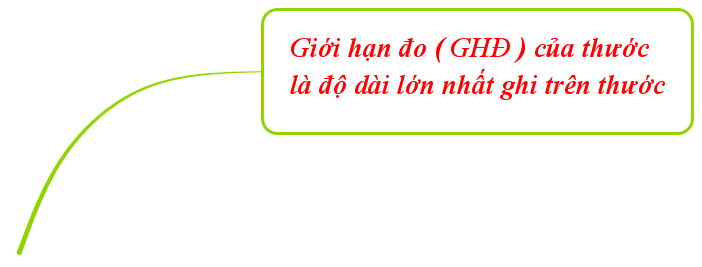 Giới hạn đo ( GHĐ ) của thước
là độ dài lớn nhất ghi trên thước